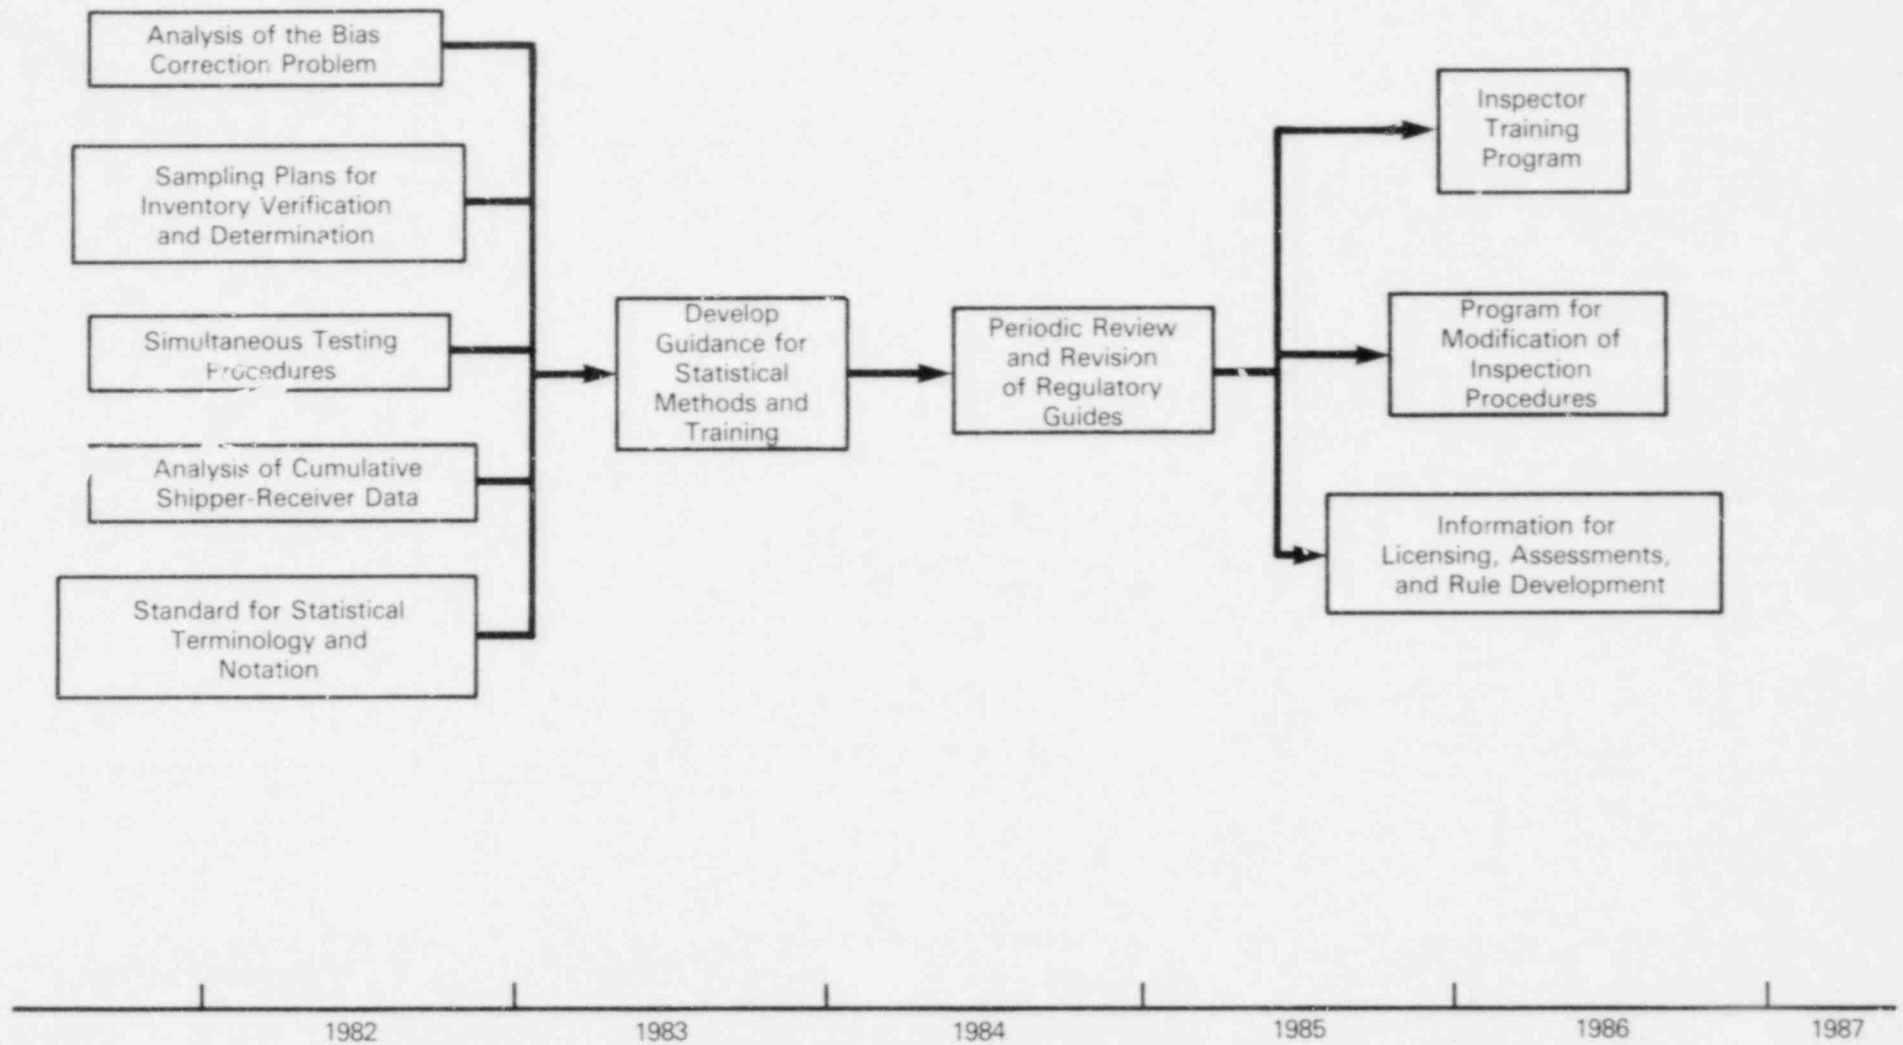 Analysis of the Bias
Correction Problem
Sampling Plans for
Inventory Verification
and Determination
Simultaneous Testing
Procedures
Analysis of Cumulative
Shipper-Receiver Data
Standard for Statistical
Terminology and
Notation
Develop
Guidance for
Statistical
Methods and
Training
Periodic Review
and Revision
of Regulatory
Guides
Inspector
Training
Program
Program for
Modification of
Inspection
Procedures
Information for
Licensing, Assessments,
and Rule Development
1982
1983
1984
1985
1986
1987